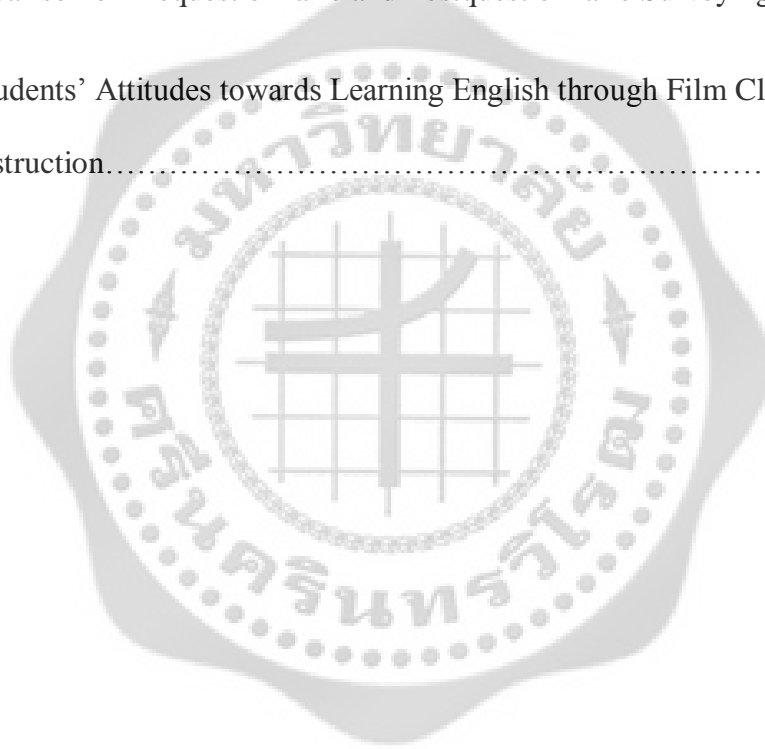 udents’ Attitudes towards Learning English through Film Cl
struction
มหาวิทยาลัย
ศรีนครินทรวิโรฒ